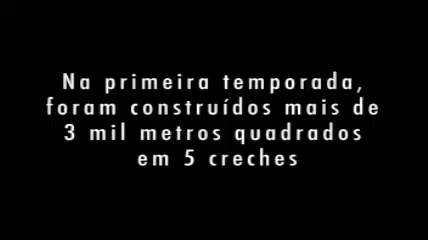 Na primeira temporada,
foram construídos mais de
3 mil metros quadrados
em 5 creches